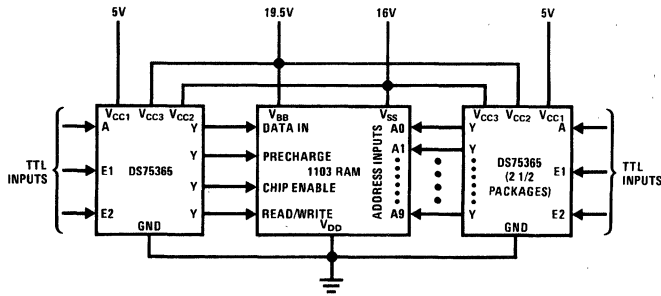 5V 19.5V 16V 5V
VCC1 VCC3 VCC2 VBB VSS VCC3 VCC2 VCC1
A Y DATA IN A0 Y A
Y PRECHARGE A1 Y
TTL INPUTS E1 DS75365 1103 RAM ADDRESS INPUTS DS75365 (2 1/2 PACKAGES) E1 TTL INPUTS
Y CHIP ENABLE
E2 Y READ/WRITE A9 Y E2
GND VDD GND